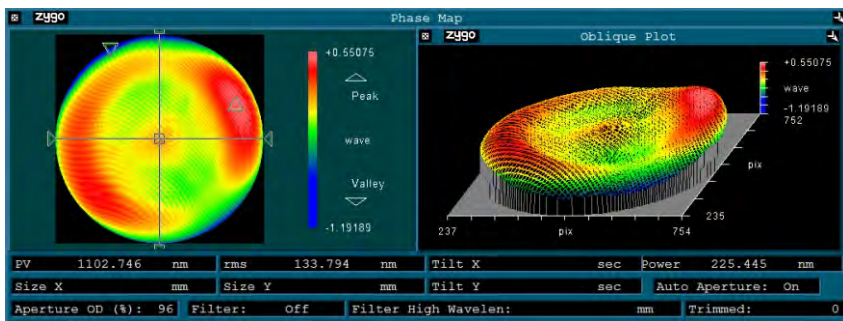 zygo Phase Map
zygo Oblique Plot
+0.55075
Peak
wave
Valley
-1.19189
+0.55075
wave
-1.19189
752
pix
235
237 pix 754
PV 1102.746 nm rms 133.794 nm Tilt X sec Power 225.445 nm
Size X mm Size Y mm Tilt Y sec Auto Aperture: On
Aperture OD (%): 96 Filter: Off Filter High Wavelen: mm Trimmed: 0